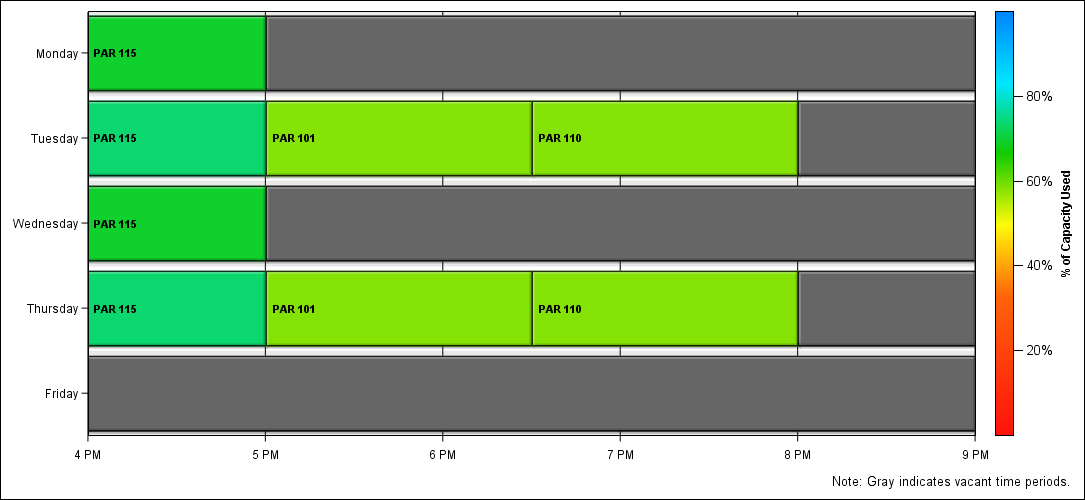 Monday
PAR 115
Tuesday
PAR 115 PAR 101 PAR 110
Wednesday
PAR 115
Thursday
PAR 115 PAR 101 PAR 110
Friday
4 PM 5 PM 6 PM 7 PM 8 PM 9 PM
80%
60%
40%
20%
% of Capacity Used
Note: Gray indicates vacant time periods.